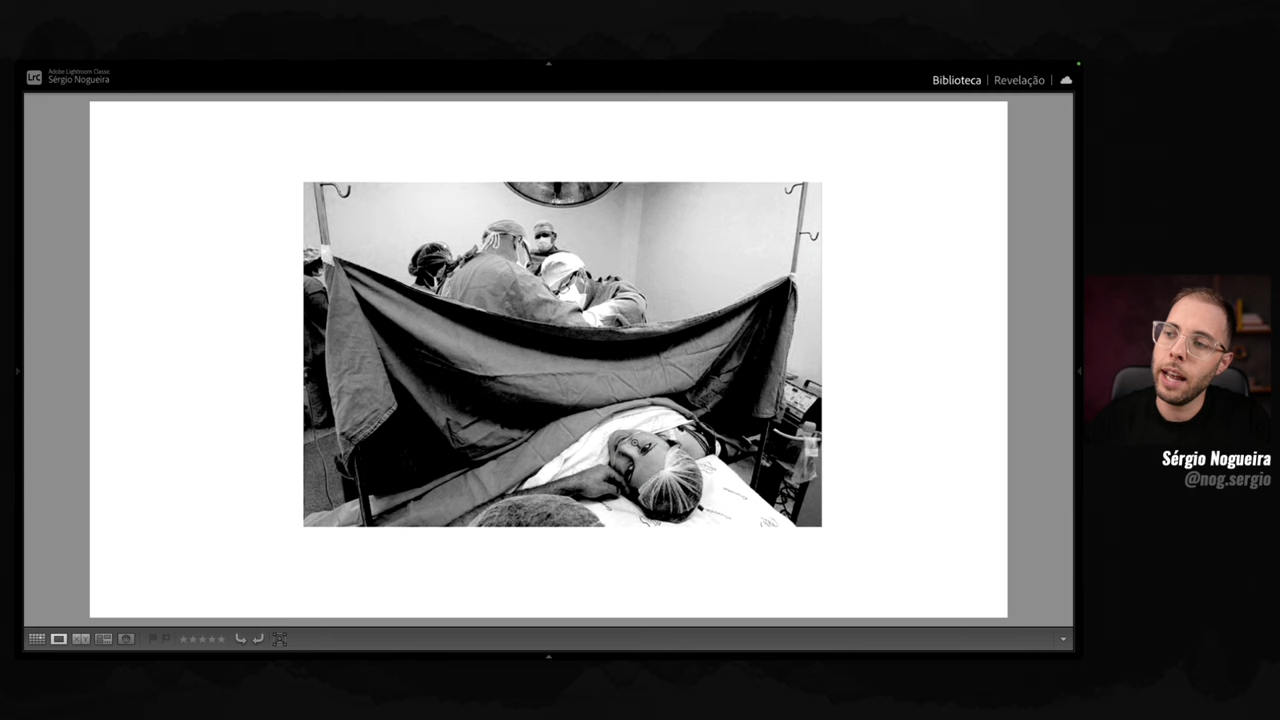 LrC
Adobe Lightroom Classic
Sérgio Nogueira
Biblioteca | Revelação |
Sérgio Nogueira
@nog.sergio